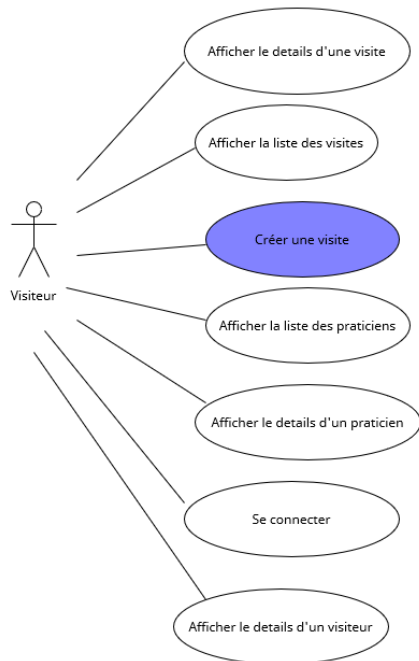 Afficher le details d'une visite
Afficher la liste des visites
Créer une visite
Visiteur
Afficher la liste des praticiens
Afficher le details d'un praticien
Se connecter
Afficher le details d'un visiteur